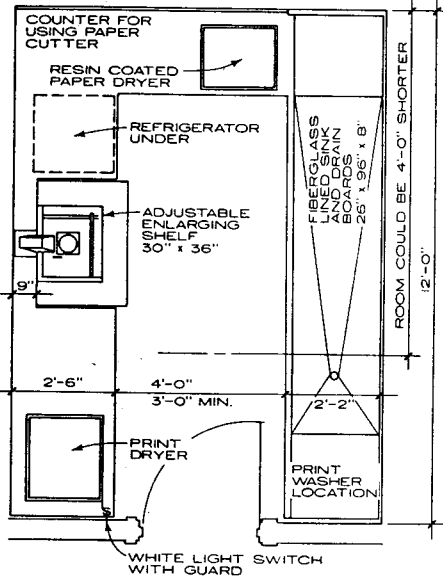 COUNTER FOR
USING PAPER
CUTTER
RESIN COATED
PAPER DRYER
REFRIGERATOR
UNDER
ADJUSTABLE
ENLARGING
SHELF
30" x 36"
FIBERGLASS
LINED SINK
AND DRAIN
BOARDS
26" x 96" x 8"
ROOM COULD BE 4'-0" SHORTER
12'-0"
9"
2'-6"
4'-0"
3'-0" MIN.
2'-2"
PRINT
DRYER
PRINT
WASHER
LOCATION
S
WHITE LIGHT SWITCH
WITH GUARD